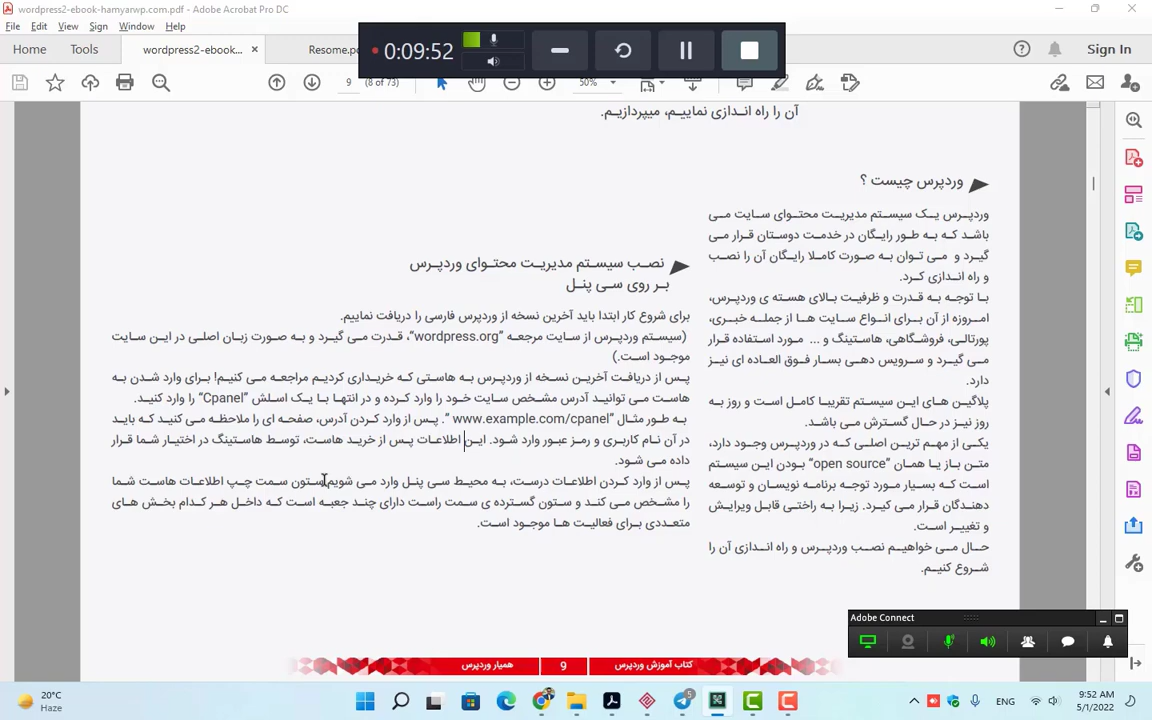 wordpress2-ebook-hamyarwp.com.pdf - Adobe Acrobat Pro DC
File Edit View Sign Window Help
Home Tools wordpress2-ebook... × Resome.p
0:09:52
Sign In
9 (8 of 73) 50%
آن را راه اندازی نماییم، میپردازیم.
وردپرس چیست ؟
وردپرس یک سیستم مدیریت محتوای سایت می
باشد که به طور رایگان در خدمت دوستان قرار می
گیرد و می توان به صورت کاملا رایگان آن را نصب
و راه اندازی کرد.
با توجه به قدرت و ظرفیت بالای هسته ی وردپرس،
امروزه از آن برای انواع سایت ها از جمله خبری،
پورتالی، فروشگاهی، هاستینگ و ... مورد استفاده قرار
می گیرد و سرویس دهی بسار فوق العاده ای نیز
دارد.
پلاگین های این سیستم تقریبا کامل است و روز به
روز نیز در حال گسترش می باشد.
یکی از مهم ترین اصلی که در وردپرس وجود دارد،
متن باز یا همان "open source" بودن این سیستم
است که بسیار مورد توجه برنامه نویسان و توسعه
دهندگان قرار می گیرد. زیرا به راختی قابل ویرایش
و تغییر است.
حال می خواهیم نصب وردپرس و راه اندازی آن را
شروع کنیم.
نصب سیستم مدیریت محتوای وردپرس
بر روی سی پنل
برای شروع کار ابتدا باید آخرین نسخه از وردپرس فارسی را دریافت نماییم.
(سیستم وردپرس از سایت مرجعه "wordpress.org"، قدرت می گیرد و به صورت زبان اصلی در این سایت
موجود است.)
پس از دریافت آخرین نسخه از وردپرس به هاستی که خریداری کردیم مراجعه می کنیم! برای وارد شدن به
هاست می توانید آدرس مشخص سایت خود را وارد کرده و در انتها با یک اسلش "Cpanel" را وارد کنید.
به طور مثال "www.example.com/cpanel ". پس از وارد کردن آدرس، صفحه ای را ملاحظه می کنید که باید
در آن نام کاربری و رمز عبور وارد شود. این اطلاعات پس از خرید هاست، توسط هاستینگ در اختیار شما قرار
داده می شود.
پس از وارد کردن اطلاعات درست، به محیط سی پنل وارد می شویم.ستون سمت چپ اطلاعات هاست شما
را مشخص می کند و ستون گسترده ی سمت راست دارای چند جعبه است که داخل هر کدام بخش های
متعددی برای فعالیت ها موجود است.
کتاب آموزش وردپرس 9 همیار وردپرس
Adobe Connect
20°C
Haze
5
ENG
9:52 AM
5/1/2022